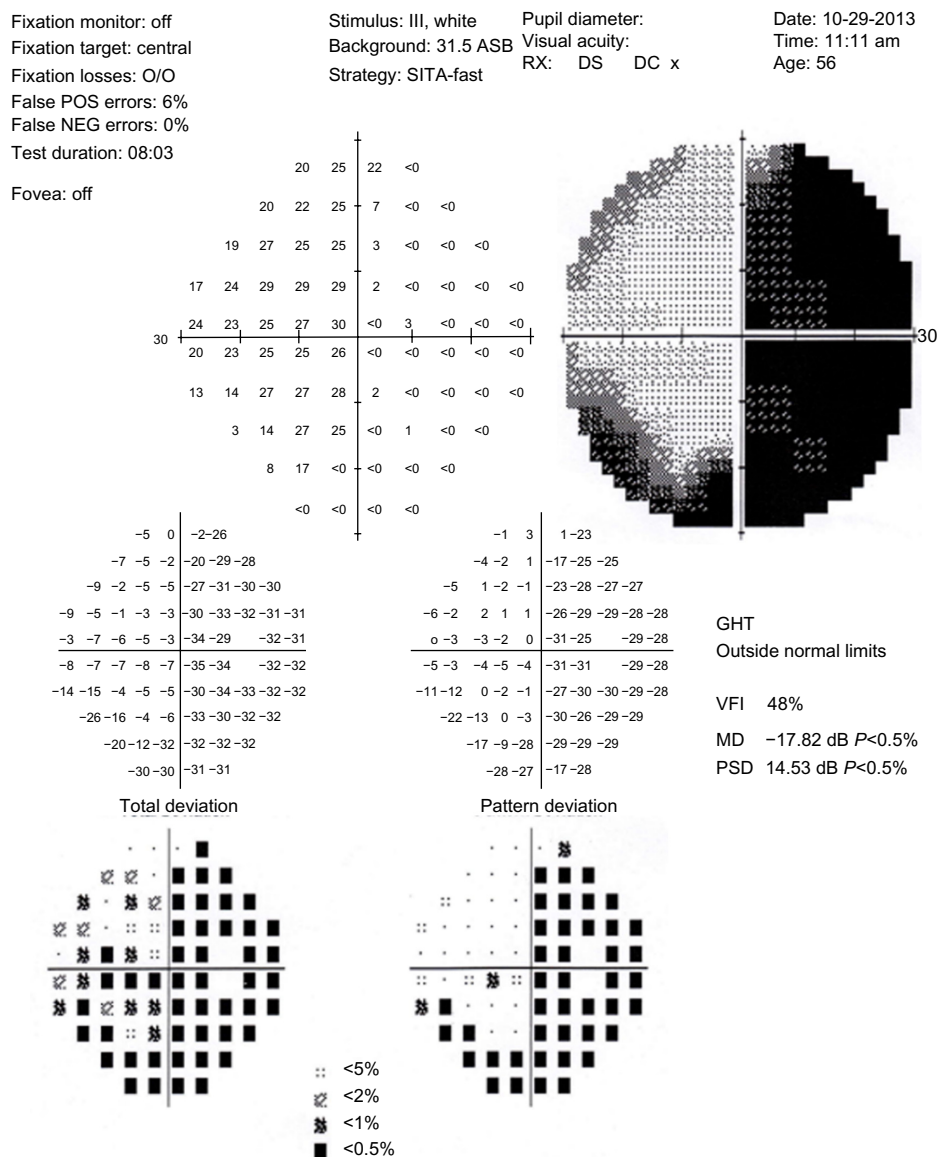 Fixation monitor: off
Fixation target: central
Fixation losses: O/O
False POS errors: 6%
False NEG errors: 0%
Test duration: 08:03
Fovea: off
Stimulus: III, white
Background: 31.5 ASB
Strategy: SITA-fast
Pupil diameter:
Visual acuity:
RX: DS DC x
Date: 10-29-2013
Time: 11:11 am
Age: 56
20 25 22 <0
20 22 25 7 <0 <0
19 27 25 25 3 <0 <0 <0
17 24 29 29 29 2 <0 <0 <0 <0
24 23 25 27 30 <0 3 <0 <0 <0
30 30
20 23 25 25 26 <0 <0 <0 <0 <0
13 14 27 27 28 2 <0 <0 <0 <0
3 14 27 25 <0 1 <0 <0
8 17 <0 <0 <0 <0
<0 <0 <0 <0
−5 0 −2−26
−7 −5 −2 −20 −29 −28
−9 −2 −5 −5 −27 −31 −30 −30
−9 −5 −1 −3 −3 −30 −33 −32 −31 −31
−3 −7 −6 −5 −3 −34 −29 −32 −31
−8 −7 −7 −8 −7 −35 −34 −32 −32
−14 −15 −4 −5 −5 −30 −34 −33 −32 −32
−26 −16 −4 −6 −33 −30 −32 −32
−20 −12 −32 −32 −32 −32
−30 −30 −31 −31
Total deviation
−1 3 1 −23
−4 −2 1 −17 −25 −25
−5 1 −2 −1 −23 −28 −27 −27
−6 −2 2 1 1 −26 −29 −29 −28 −28
o −3 −3 −2 0 −31 −25 −29 −28
−5 −3 −4 −5 −4 −31 −31 −29 −28
−11 −12 0 −2 −1 −27 −30 −30 −29 −28
−22 −13 0 −3 −30 −26 −29 −29
−17 −9 −28 −29 −29 −29
−28 −27 −17 −28
Pattern deviation
GHT
Outside normal limits
VFI 48%
MD −17.82 dB P<0.5%
PSD 14.53 dB P<0.5%
<5%
<2%
<1%
<0.5%